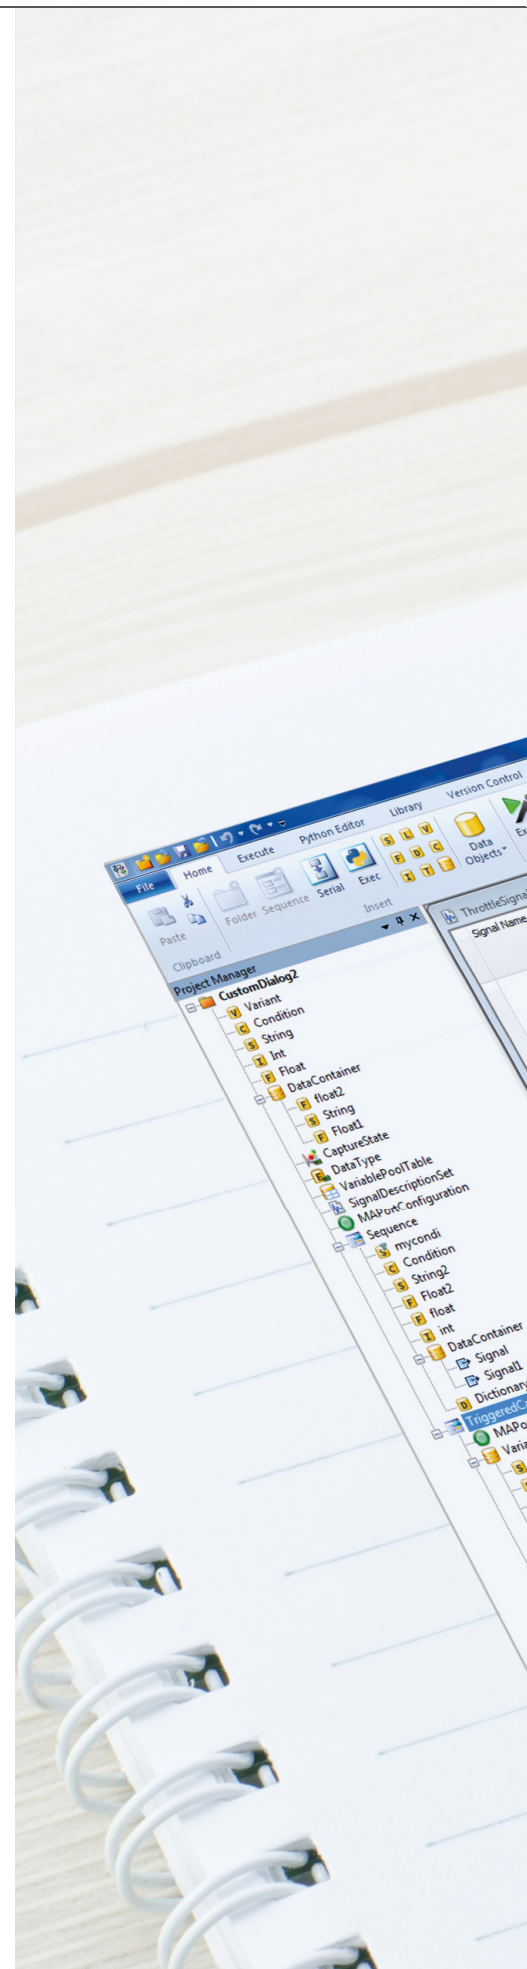 Home
Execute
Python Editor
Library
Version Control
File
Paste
Folder
Sequence
Serial
Exec
Data
Objects
Clipboard
Insert
S L V
F D C
I T
Project Manager
CustomDialog2
V Variant
C Condition
S String
I Int
F Float
DataContainer
F float2
S String
F Float1
CaptureState
E DataType
VariablePoolTable
SignalDescriptionSet
MAPortConfiguration
Sequence
S mycondi
C Condition
S String2
F Float2
F float
I int
DataContainer
Signal
Signal1
D Dictionary
Signal Name